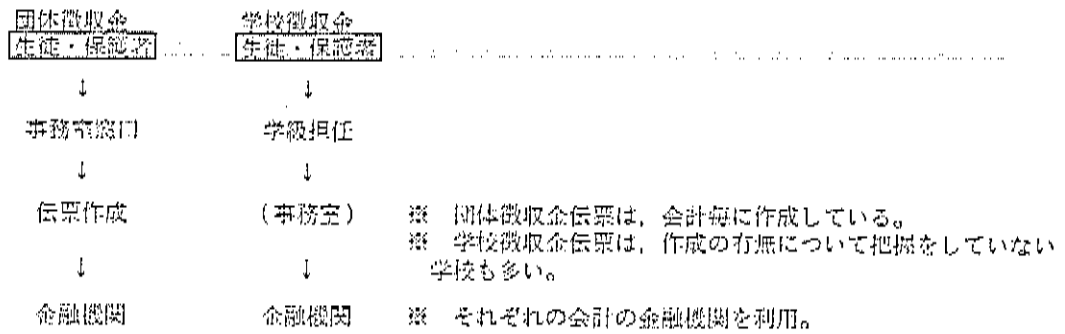 団体徴収金 学校徴収金
生徒・保護者 生徒・保護者
↓ ↓
事務室窓口 学級担任
↓ ↓
伝票作成 (事務室) ※ 団体徴収金伝票は,会計毎に作成している。
※ 学校徴収金伝票は,作成の有無について把握をしていない
↓ ↓ 学校も多い。
金融機関 金融機関 ※ それぞれの会計の金融機関を利用。